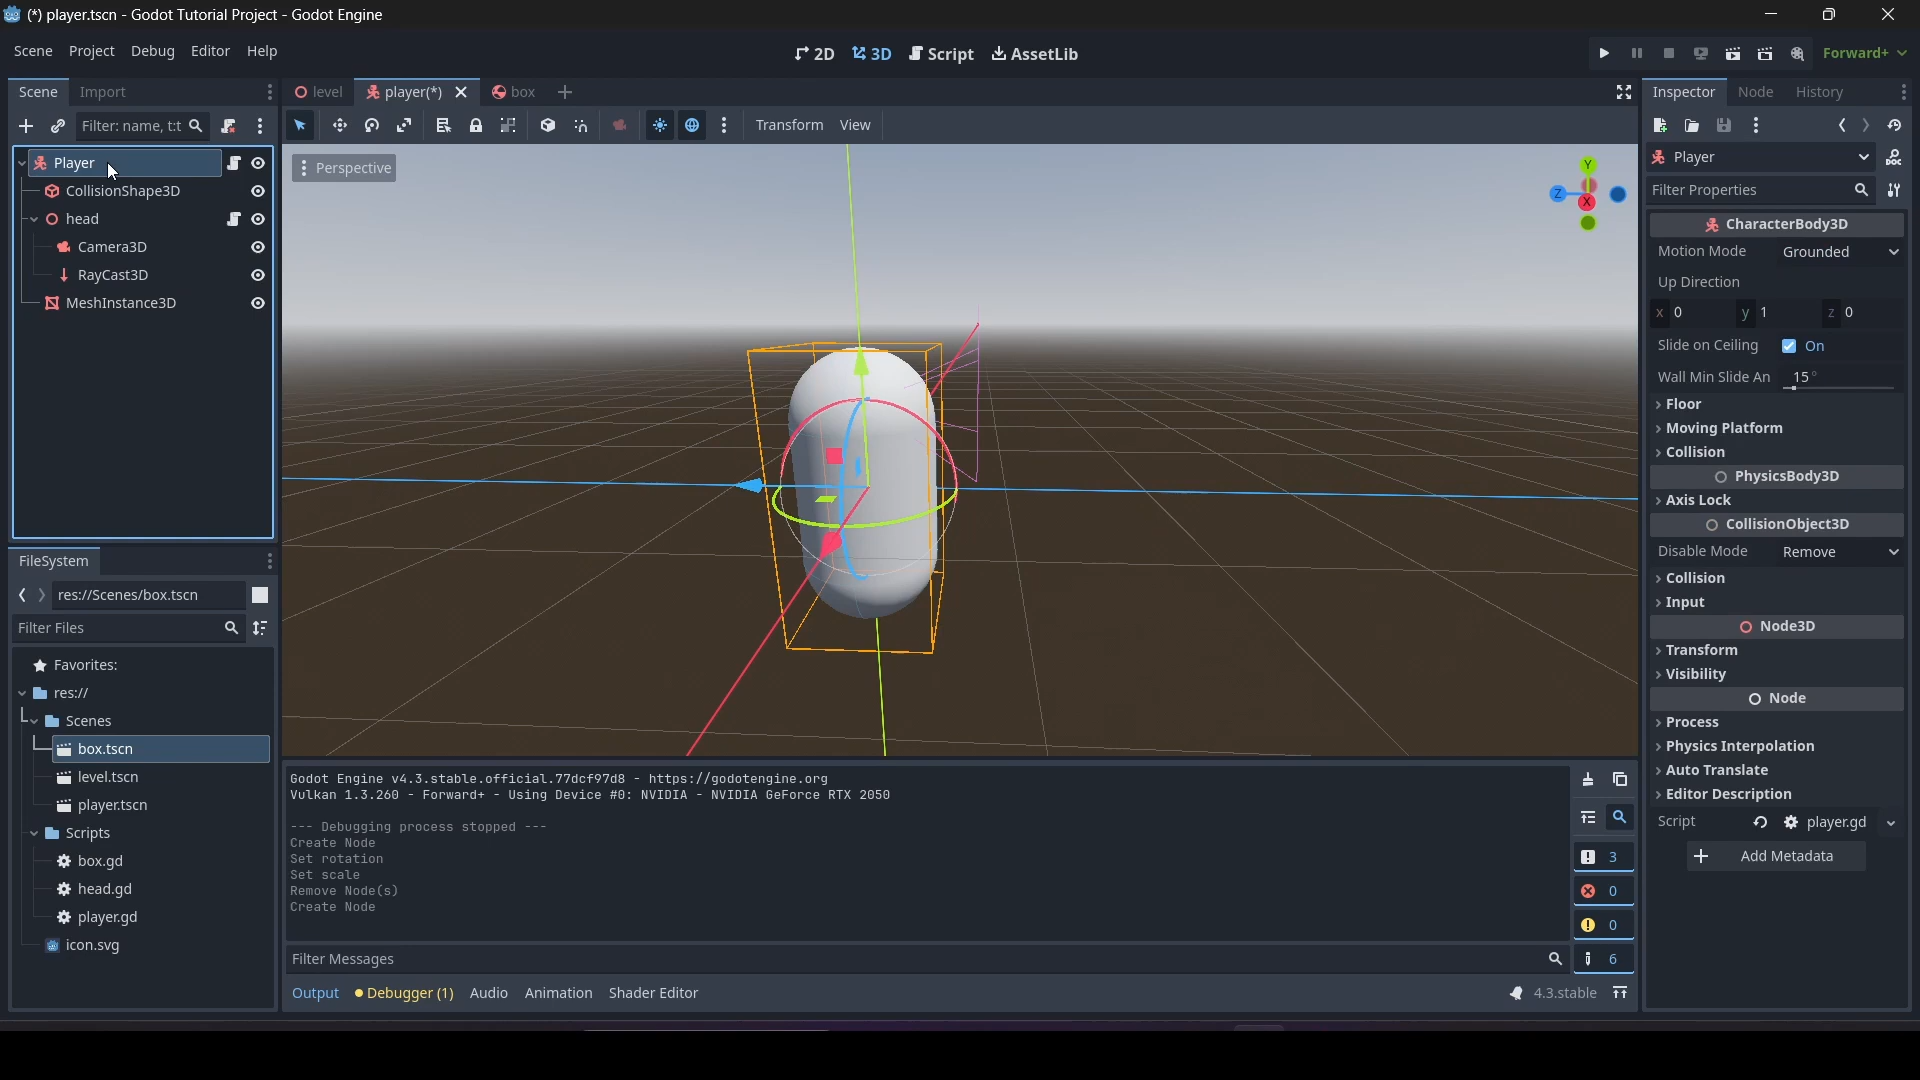 (*) player.tscn - Godot Tutorial Project - Godot Engine
Scene Project Debug Editor Help
2D 3D Script AssetLib
Forward+
Scene Import
Filter: name, t:t
Player
CollisionShape3D
head
Camera3D
RayCast3D
MeshInstance3D
FileSystem
res://Scenes/box.tscn
Filter Files
Favorites:
res://
Scenes
box.tscn
level.tscn
player.tscn
Scripts
box.gd
head.gd
player.gd
icon.svg
level player(*) box
Transform View
Perspective
Y
Z
X
Godot Engine v4.3.stable.official.77dcf97d8 - https://godotengine.org
Vulkan 1.3.260 - Forward+ - Using Device #0: NVIDIA - NVIDIA GeForce RTX 2050
--- Debugging process stopped ---
Create Node
Set rotation
Set scale
Remove Node(s)
Create Node
3
0
0
6
Filter Messages
Output Debugger (1) Audio Animation Shader Editor
4.3.stable
Inspector Node History
Player
Filter Properties
CharacterBody3D
Motion Mode Grounded
Up Direction
x 0 y 1 z 0
Slide on Ceiling On
Wall Min Slide An 15 °
Floor
Moving Platform
Collision
PhysicsBody3D
Axis Lock
CollisionObject3D
Disable Mode Remove
Collision
Input
Node3D
Transform
Visibility
Node
Process
Physics Interpolation
Auto Translate
Editor Description
Script player.gd
Add Metadata